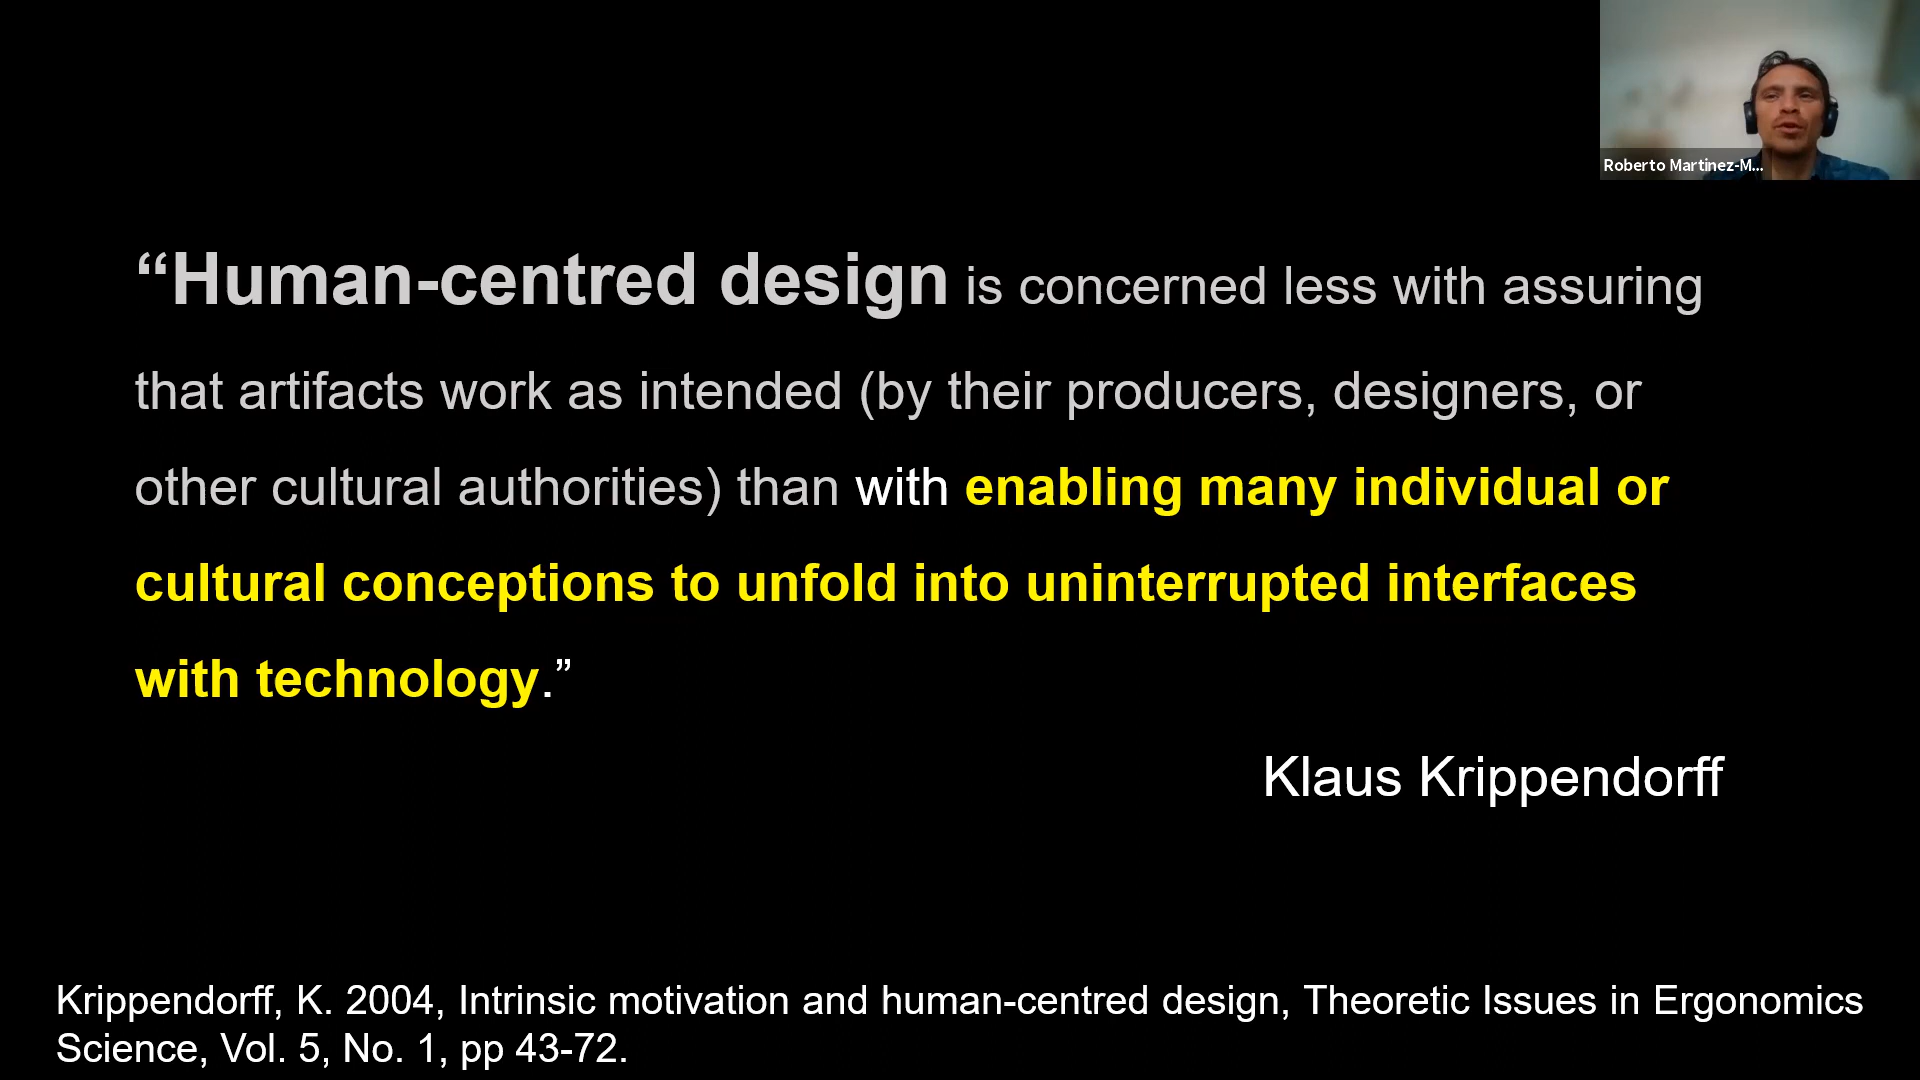 Roberto Martinez-M...
“Human-centred design is concerned less with assuring
that artifacts work as intended (by their producers, designers, or
other cultural authorities) than with enabling many individual or
cultural conceptions to unfold into uninterrupted interfaces
with technology.”
Klaus Krippendorff
Krippendorff, K. 2004, Intrinsic motivation and human-centred design, Theoretic Issues in Ergonomics
Science, Vol. 5, No. 1, pp 43-72.